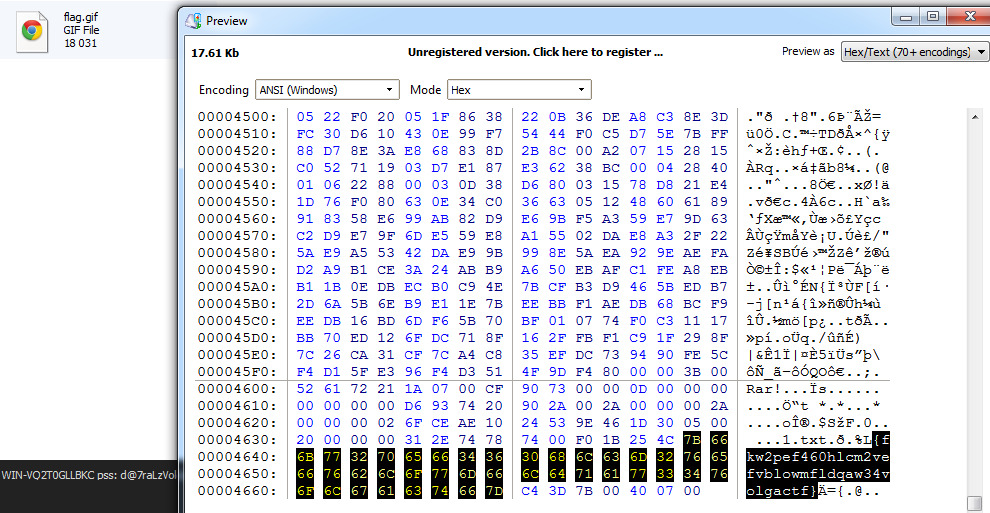 flag.gif
GIF File
18 031
Preview
17.61 Kb
Unregistered version. Click here to register ...
Preview as
Hex/Text (70+ encodings)
Encoding
ANSI (Windows)
Mode
Hex
00004500: 05 22 F0 20 05 1F 86 38 22 0B 36 DE A8 C3 8E 3D ."ð .†8".6Þ¨ÃŽ=
00004510: FC 30 D6 10 43 0E 99 F7 54 44 F0 C5 D7 5E 7B FF ü0Ö.C.™÷TDðÅ×^{ÿ
00004520: 88 D7 8E 3A E8 68 83 8D 2B 8C 00 A2 07 15 28 15 ˆ×Ž:èhƒ+Œ.¢..(.
00004530: C0 52 71 19 03 D7 E1 87 E3 62 38 BC 00 04 28 40 ÀRq..×á‡ãb8¼..(@
00004540: 01 06 22 88 00 03 0D 38 D6 80 03 15 78 D8 21 E4 .."ˆ...8Ö€..xØ!ä
00004550: 1D 76 F0 80 63 0E 34 C0 36 63 05 12 48 60 61 89 .vð€c.4À6c..H`a‰
00004560: 91 83 58 E6 99 AB 82 D9 E6 9B F5 A3 59 E7 9D 63 ‘ƒXæ™«‚Ùæ›õ£Yçc
00004570: C2 D9 E7 9F 6D E5 59 E8 A1 55 02 DA E8 A3 2F 22 ÂÙçŸmåYè¡U.Úè£/"
00004580: 5A E9 A5 53 42 DA E9 9B 99 8E 5A EA 92 9E AE FA Zé¥SBÚé›™ŽZê’ž®ú
00004590: D2 A9 B1 CE 3A 24 AB B9 A6 50 EB AF C1 FE A8 EB Ò©±Î:$«¹¦Pë¯Áþ¨ë
000045A0: B1 1B 0E DB EC B0 C9 4E 7B CF B3 D9 46 5B ED B7 ±..Ûì°ÉN{Ï³ÙF[í·
000045B0: 2D 6A 5B 6E B9 E1 1E 7B EE BB F1 AE DB 68 BC F9 -j[n¹á.{î»ñ®Ûh¼ù
000045C0: EE DB 16 BD 6D F6 5B 70 BF 01 07 74 F0 C3 11 17 îÛ.½mö[p¿..tðÃ..
000045D0: BB 70 ED 12 6F DC 71 8F 16 2F FB F1 C9 1F 29 8F »pí.oÜq./ûñÉ.)
000045E0: 7C 26 CA 31 CF 7C A4 C8 35 EF DC 73 94 90 FE 5C |&Ê1Ï|¤È5ïÜs”þ\
000045F0: F4 D1 5F E3 96 F4 D3 51 4F 9D F4 80 00 00 3B 00 ôÑ_ã–ôÓQOô€..;.
00004600: 52 61 72 21 1A 07 00 CF 90 73 00 00 0D 00 00 00 Rar!...Ïs.......
00004610: 00 00 00 00 D6 93 74 20 90 2A 00 2A 00 00 00 2A ....Ö“t *.*...*
00004620: 00 00 00 02 6F CE AE 10 24 53 9E 46 1D 30 05 00 ....oÎ®.$SžF.0..
00004630: 20 00 00 00 31 2E 74 78 74 00 F0 1B 25 4C 7B 66 ...1.txt.ð.%L{f
00004640: 6B 77 32 70 65 66 34 36 30 68 6C 63 6D 32 76 65 kw2pef460hlcm2ve
00004650: 66 76 62 6C 6F 77 6D 66 6C 64 71 61 77 33 34 76 fvblowmfldqaw34v
00004660: 6F 6C 67 61 63 74 66 7D C4 3D 7B 00 40 07 00 olgactf}Ä={.@..
WIN-VQ2T0GLLBKC pss: d@7raLzVol